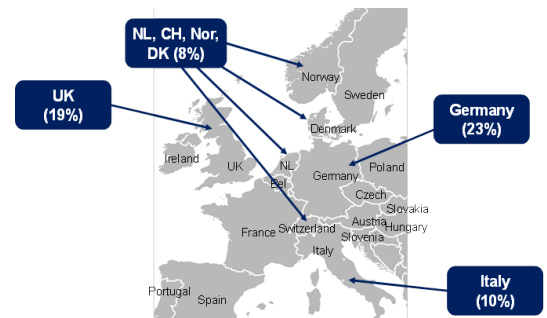 NL, CH, Nor,
DK (8%)
UK
(19%)
Germany
(23%)
Italy
(10%)
Norway
Sweden
Denmark
Ireland
UK
NL
Bel
Germany
Poland
Czech
Slovakia
Austria
Hungary
Slovenia
Switzerland
France
Italy
Portugal
Spain